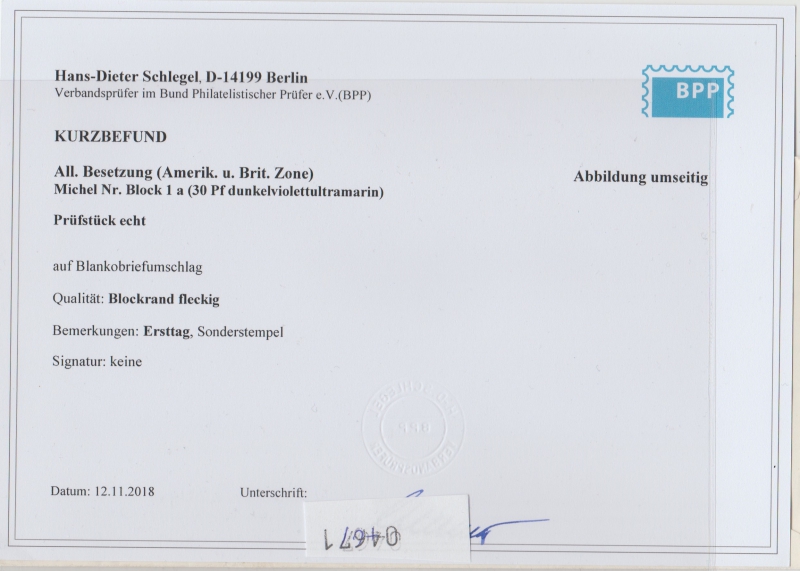 Hans-Dieter Schlegel, D-14199 Berlin
Verbandsprüfer im Bund Philatelistischer Prüfer e.V.(BPP)
BPP
KURZBEFUND
All. Besetzung (Amerik. u. Brit. Zone)
Michel Nr. Block 1 a (30 Pf dunkelviolettultramarin)
Abbildung umseitig
Prüfstück echt
auf Blankobriefumschlag
Qualität: Blockrand fleckig
Bemerkungen: Ersttag, Sonderstempel
Signatur: keine
Datum: 12.11.2018
Unterschrift: